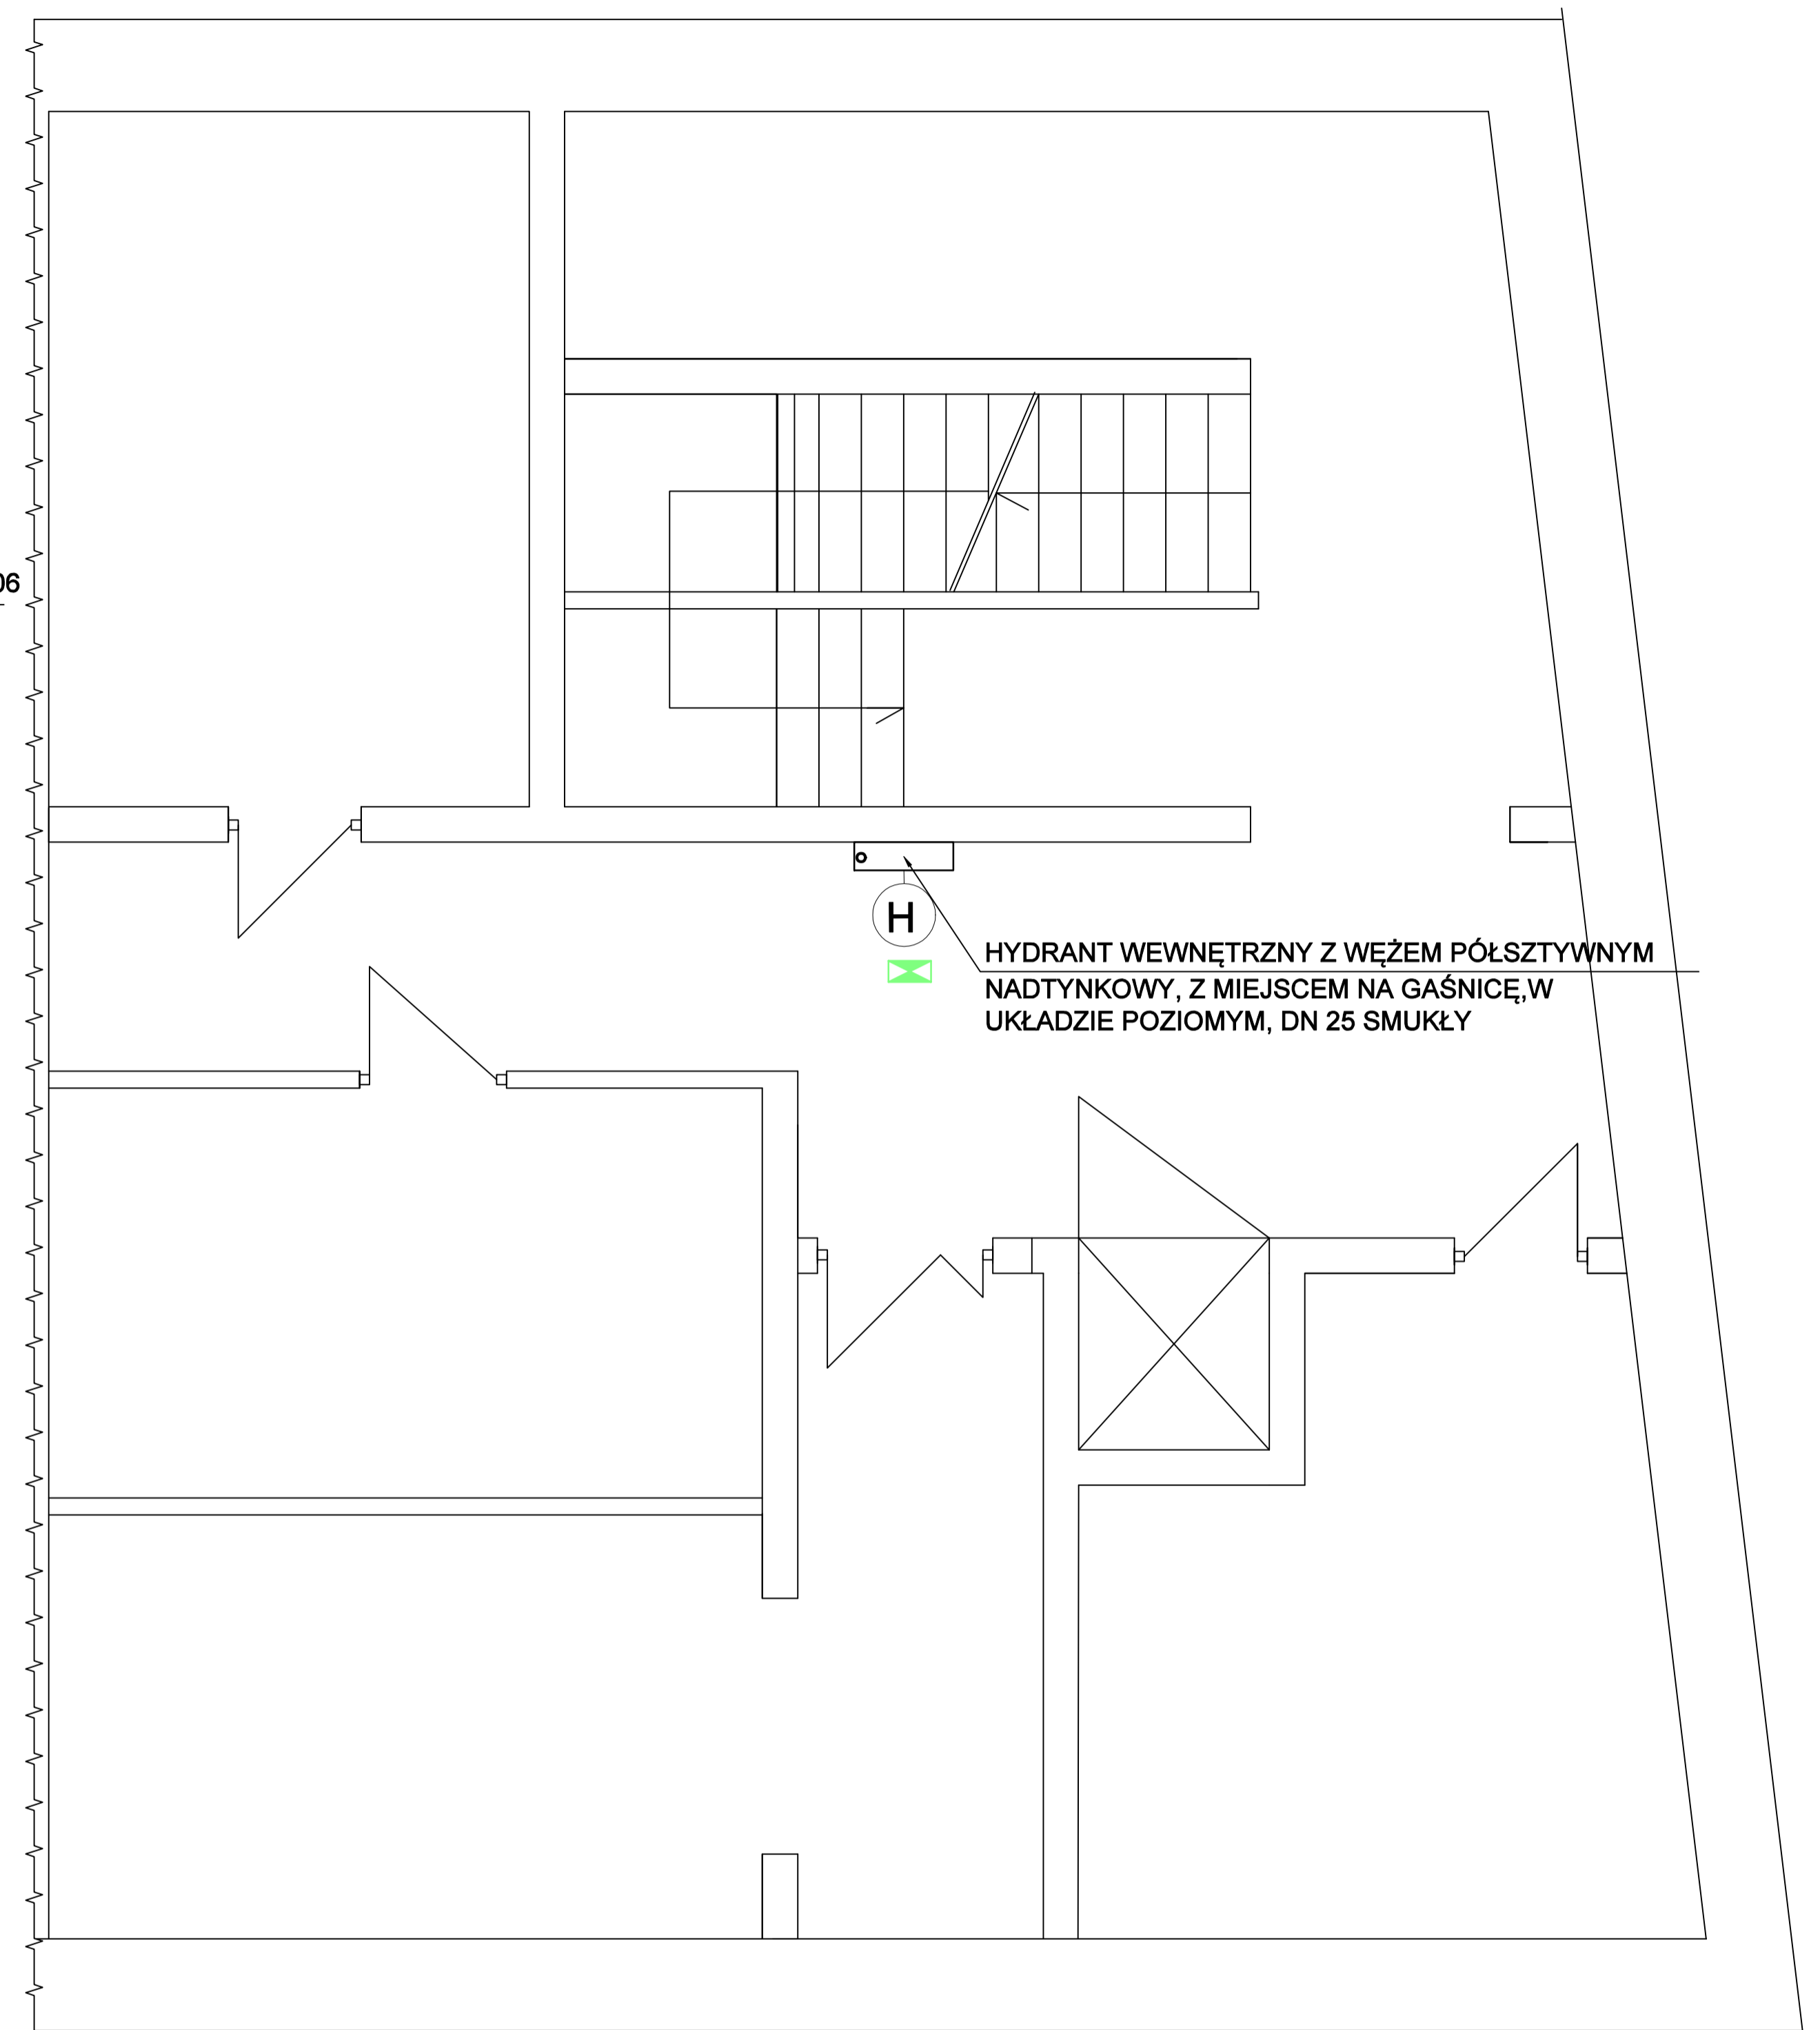 06
H
HYDRANT WEWNĘTRZNY Z WĘŻEM PÓŁSZTYWNYM
NADTYNKOWY, Z MIEJSCEM NA GAŚNICĘ,W
UKŁADZIE POZIOMYM, DN 25 SMUKŁY